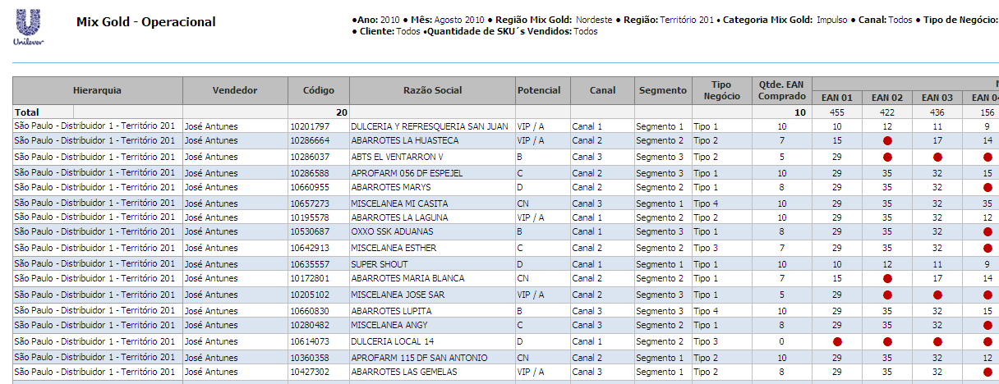 Unilever
Mix Gold - Operacional
●Ano: 2010 ● Mês: Agosto 2010 ● Região Mix Gold: Nordeste ● Região: Território 201 • Categoria Mix Gold: Impulso ● Canal: Todos ● Tipo de Negócio:
● Cliente: Todos •Quantidade de SKU´s Vendidos: Todos
Hierarquia Vendedor Código Razão Social Potencial Canal Segmento Tipo Negócio Qtde. EAN Comprado EAN 01 EAN 02 EAN 03 EAN 04
Total 20 10 455 422 436 156
São Paulo - Distribuidor 1 - Território 201 José Antunes 10201797 DULCERIA Y REFRESQUERIA SAN JUAN VIP / A Canal 1 Segmento 1 Tipo 1 10 10 12 11 9
São Paulo - Distribuidor 1 - Território 201 José Antunes 10286664 ABARROTES LA HUASTECA VIP / A Canal 2 Segmento 2 Tipo 2 7 15 ● 17 14
São Paulo - Distribuidor 1 - Território 201 José Antunes 10286037 ABTS EL VENTARRON V B Canal 3 Segmento 3 Tipo 2 5 29 ● ● ●
São Paulo - Distribuidor 1 - Território 201 José Antunes 10286588 APROFARM 056 DF ESPEJEL C Canal 2 Segmento 3 Tipo 1 10 29 35 32 15
São Paulo - Distribuidor 1 - Território 201 José Antunes 10660955 ABARROTES MARYS D Canal 2 Segmento 2 Tipo 1 8 29 35 32 ●
São Paulo - Distribuidor 1 - Território 201 José Antunes 10657273 MISCELANEA MI CASITA CN Canal 3 Segmento 1 Tipo 4 10 29 35 32 35
São Paulo - Distribuidor 1 - Território 201 José Antunes 10195578 ABARROTES LA LAGUNA VIP / A Canal 1 Segmento 2 Tipo 2 10 29 35 32 12
São Paulo - Distribuidor 1 - Território 201 José Antunes 10530687 OXXO SSK ADUANAS B Canal 1 Segmento 3 Tipo 1 8 29 35 32 ●
São Paulo - Distribuidor 1 - Território 201 José Antunes 10642913 MISCELANEA ESTHER C Canal 2 Segmento 2 Tipo 3 7 29 35 32 ●
São Paulo - Distribuidor 1 - Território 201 José Antunes 10635557 SUPER SHOUT D Canal 1 Segmento 1 Tipo 1 10 10 12 11 9
São Paulo - Distribuidor 1 - Território 201 José Antunes 10172801 ABARROTES MARIA BLANCA CN Canal 2 Segmento 2 Tipo 1 7 15 ● 17 14
São Paulo - Distribuidor 1 - Território 201 José Antunes 10205102 MISCELANEA JOSE SAR VIP / A Canal 2 Segmento 3 Tipo 1 5 29 ● ● ●
São Paulo - Distribuidor 1 - Território 201 José Antunes 10660830 ABARROTES LUPITA B Canal 3 Segmento 3 Tipo 4 10 29 35 32 15
São Paulo - Distribuidor 1 - Território 201 José Antunes 10280482 MISCELANEA ANGY C Canal 3 Segmento 2 Tipo 1 8 29 35 32 ●
São Paulo - Distribuidor 1 - Território 201 José Antunes 10614073 DULCERIA LOCAL 14 D Canal 1 Segmento 2 Tipo 3 0 ● ● ● ●
São Paulo - Distribuidor 1 - Território 201 José Antunes 10360358 APROFARM 115 DF SAN ANTONIO CN Canal 2 Segmento 1 Tipo 2 10 29 35 32 12
São Paulo - Distribuidor 1 - Território 201 José Antunes 10427302 ABARROTES LAS GEMELAS VIP / A Canal 3 Segmento 1 Tipo 2 8 29 35 32 ●